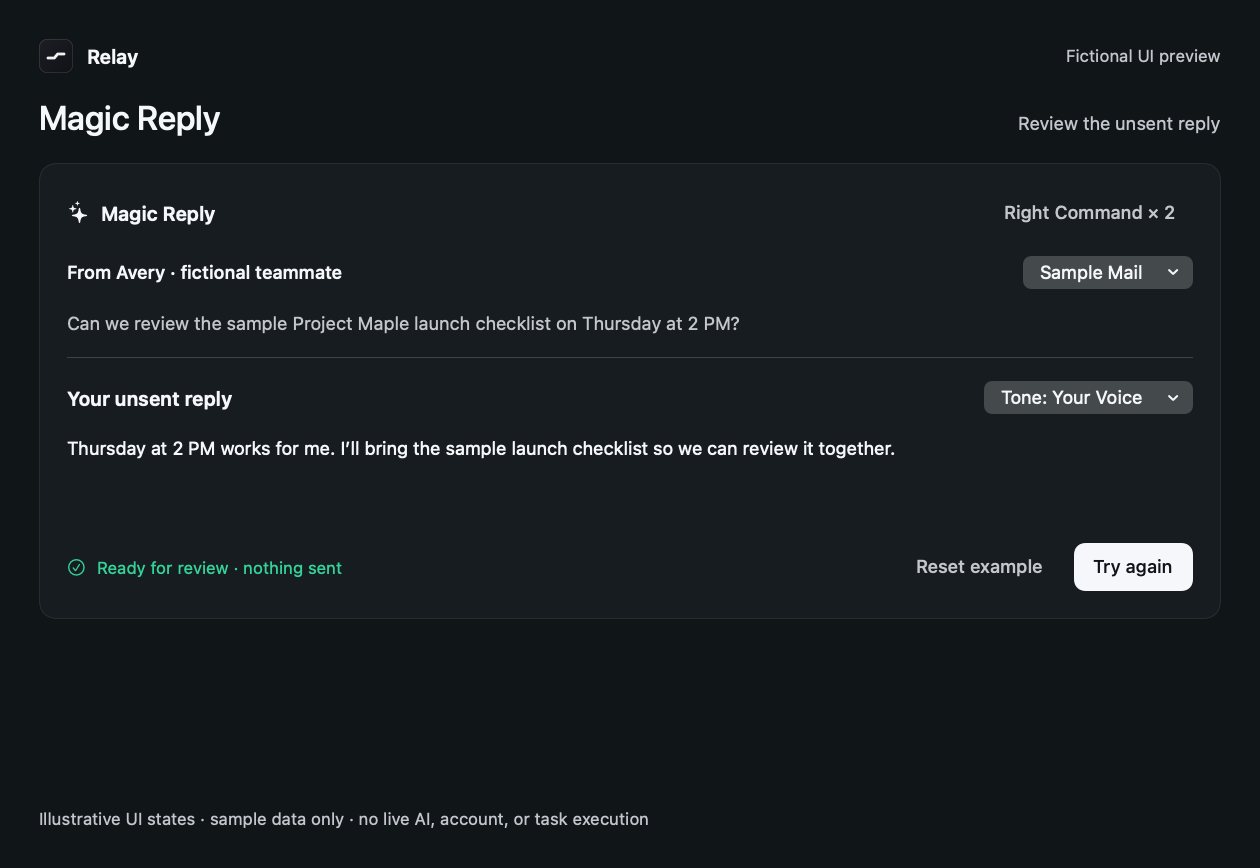 Relay
Fictional UI preview
Magic Reply
Review the unsent reply
Magic Reply
Right Command × 2
From Avery · fictional teammate
Sample Mail
Can we review the sample Project Maple launch checklist on Thursday at 2 PM?
Your unsent reply
Tone: Your Voice
Thursday at 2 PM works for me. I’ll bring the sample launch checklist so we can review it together.
Ready for review · nothing sent
Reset example
Try again
Illustrative UI states · sample data only · no live AI, account, or task execution